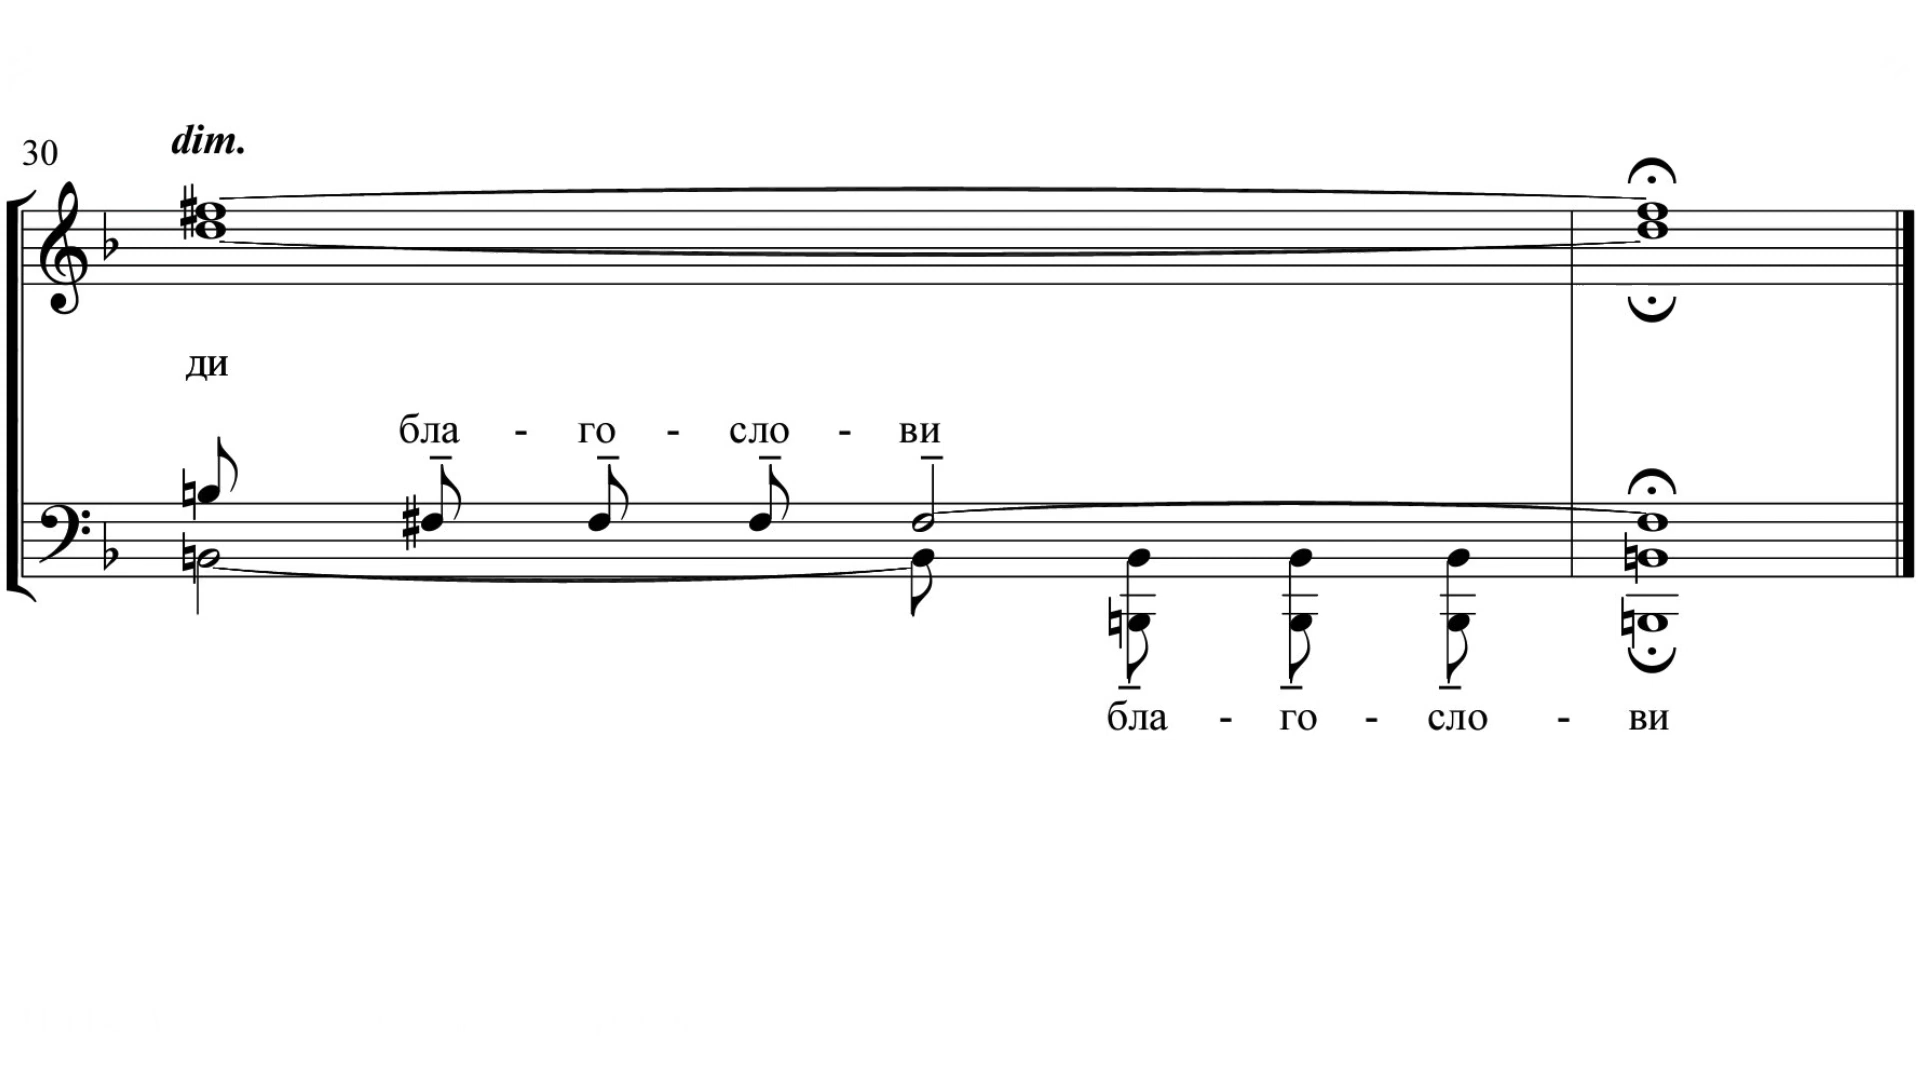 dim.
30
ди
бла - го - сло - ви
бла - го - сло - ви